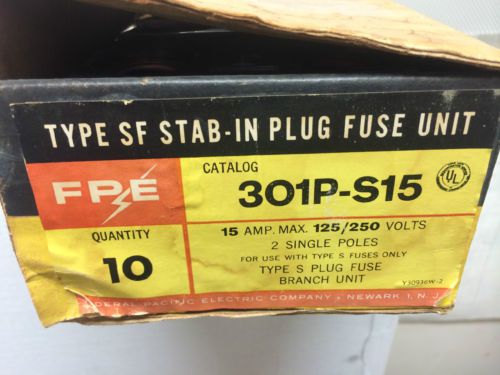 TYPE SF STAB-IN PLUG FUSE UNIT
FPE
CATALOG
301P-S15
UL
QUANTITY
10
15 AMP. MAX. 125/250 VOLTS
2 SINGLE POLES
FOR USE WITH TYPE S FUSES ONLY
TYPE S PLUG FUSE
BRANCH UNIT
Y30936W-2
PACIFIC ELECTRIC COMPANY • NEWARK 1, N. J.